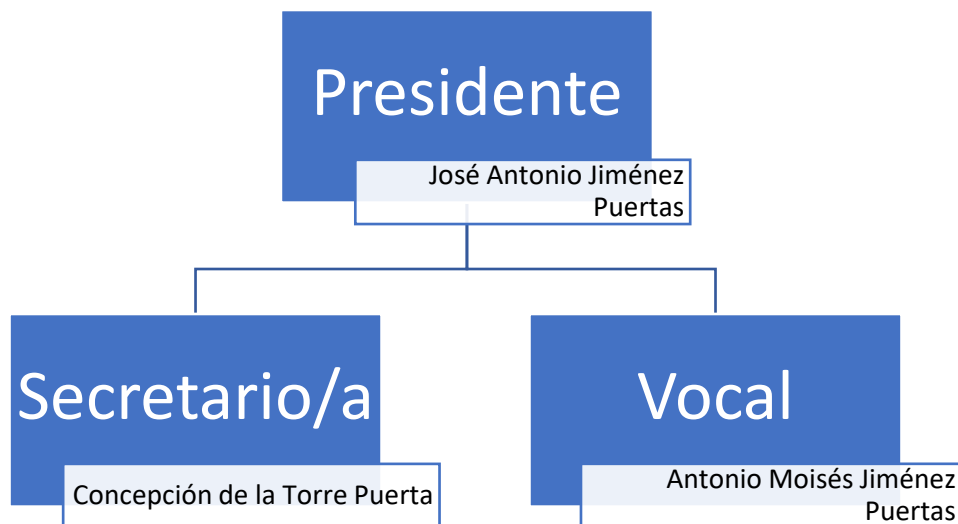 Presidente
José Antonio Jiménez
Puertas
Secretario/a
Concepción de la Torre Puerta
Vocal
Antonio Moisés Jiménez
Puertas